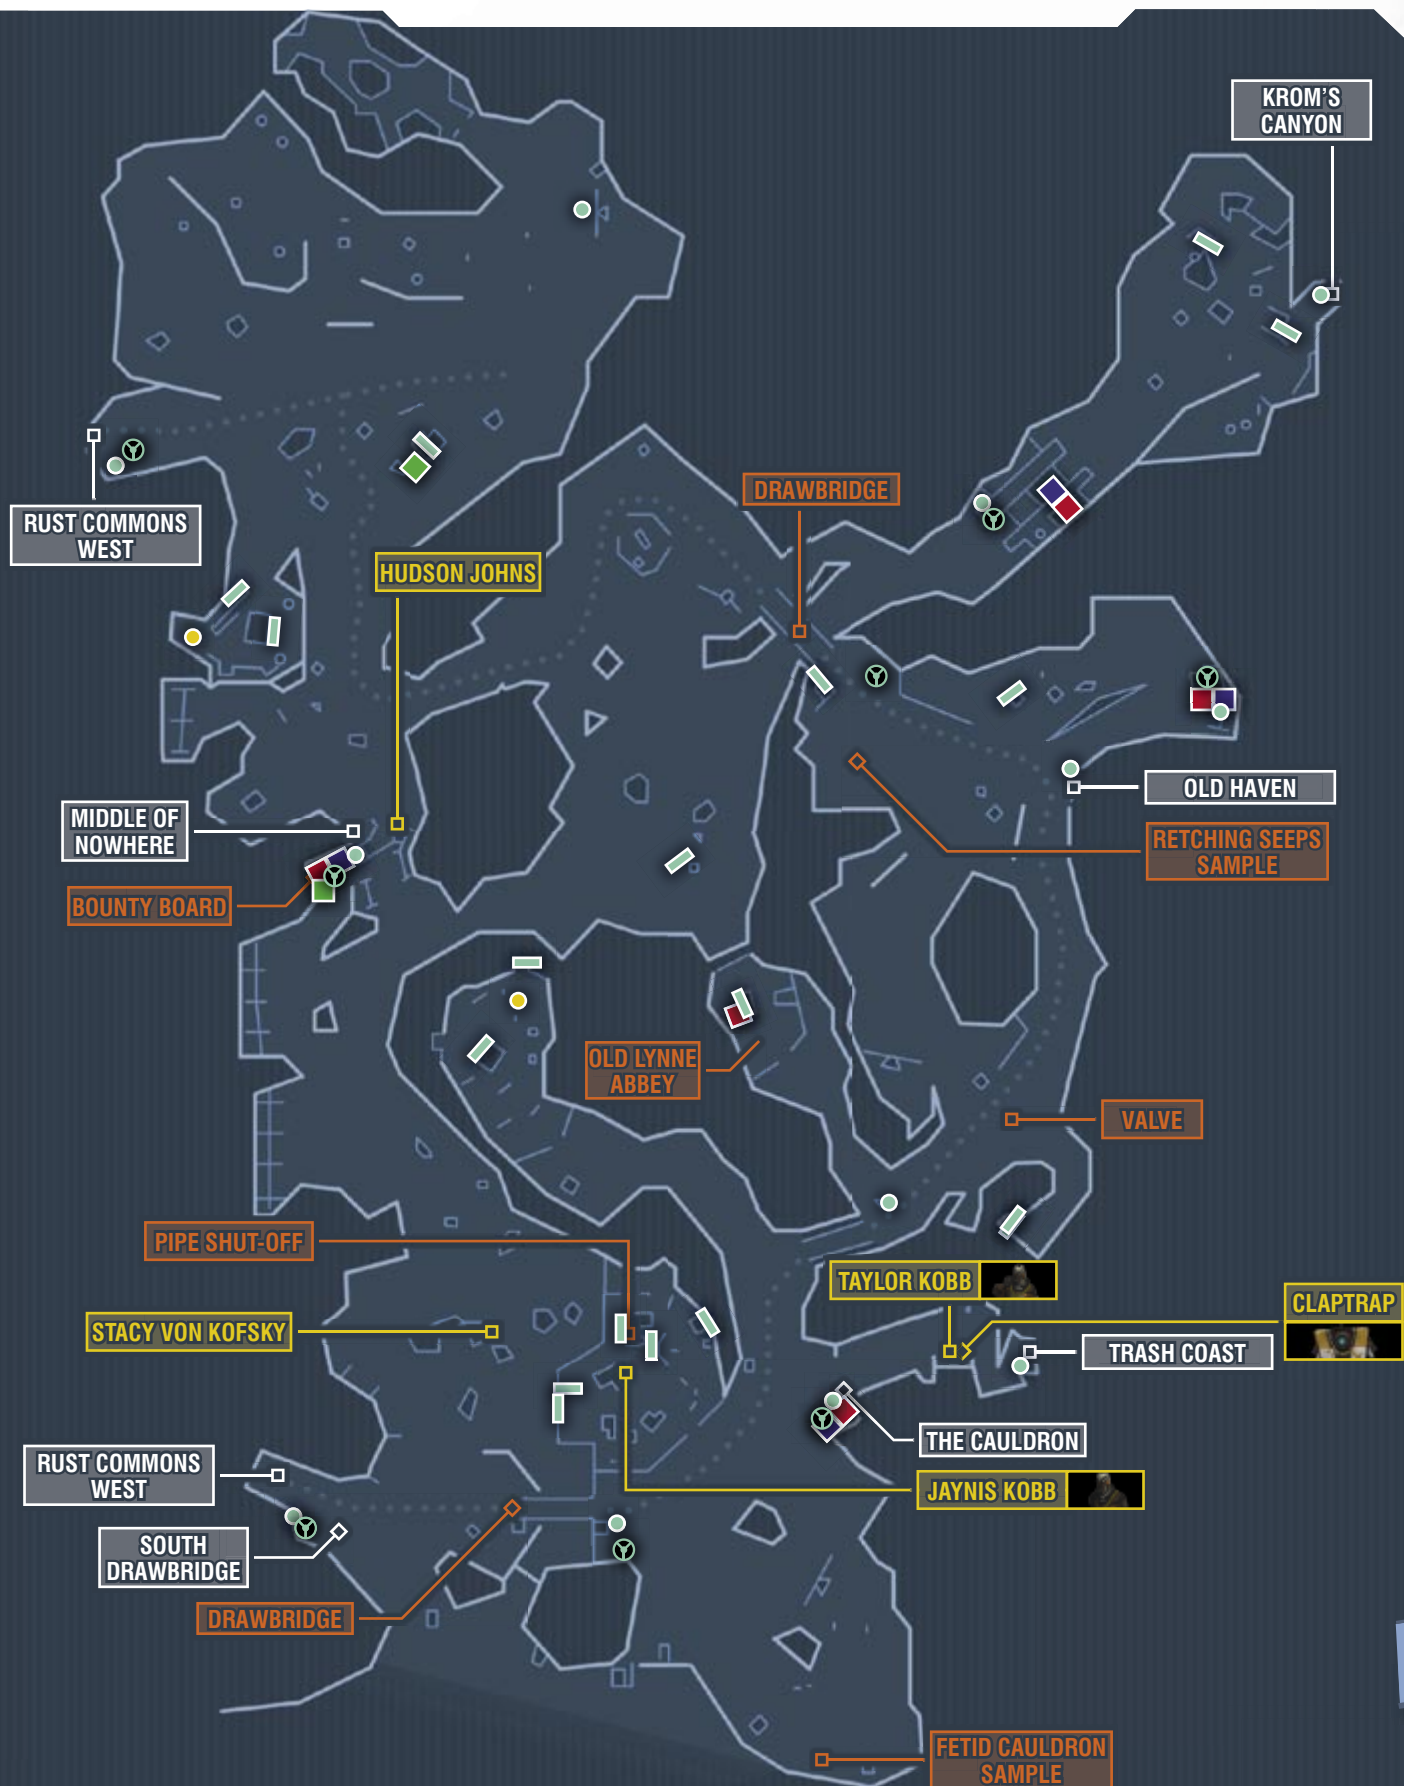 KROM'S
CANYON
DRAWBRIDGE
RUST COMMONS
WEST
HUDSON JOHNS
OLD HAVEN
MIDDLE OF
NOWHERE
RETCHING SEEPS
SAMPLE
BOUNTY BOARD
OLD LYNNE
ABBEY
VALVE
PIPE SHUT-OFF
TAYLOR KOBB
CLAPTRAP
STACY VON KOFSKY
TRASH COAST
THE CAULDRON
RUST COMMONS
WEST
JAYNIS KOBB
SOUTH
DRAWBRIDGE
DRAWBRIDGE
FETID CAULDRON
SAMPLE